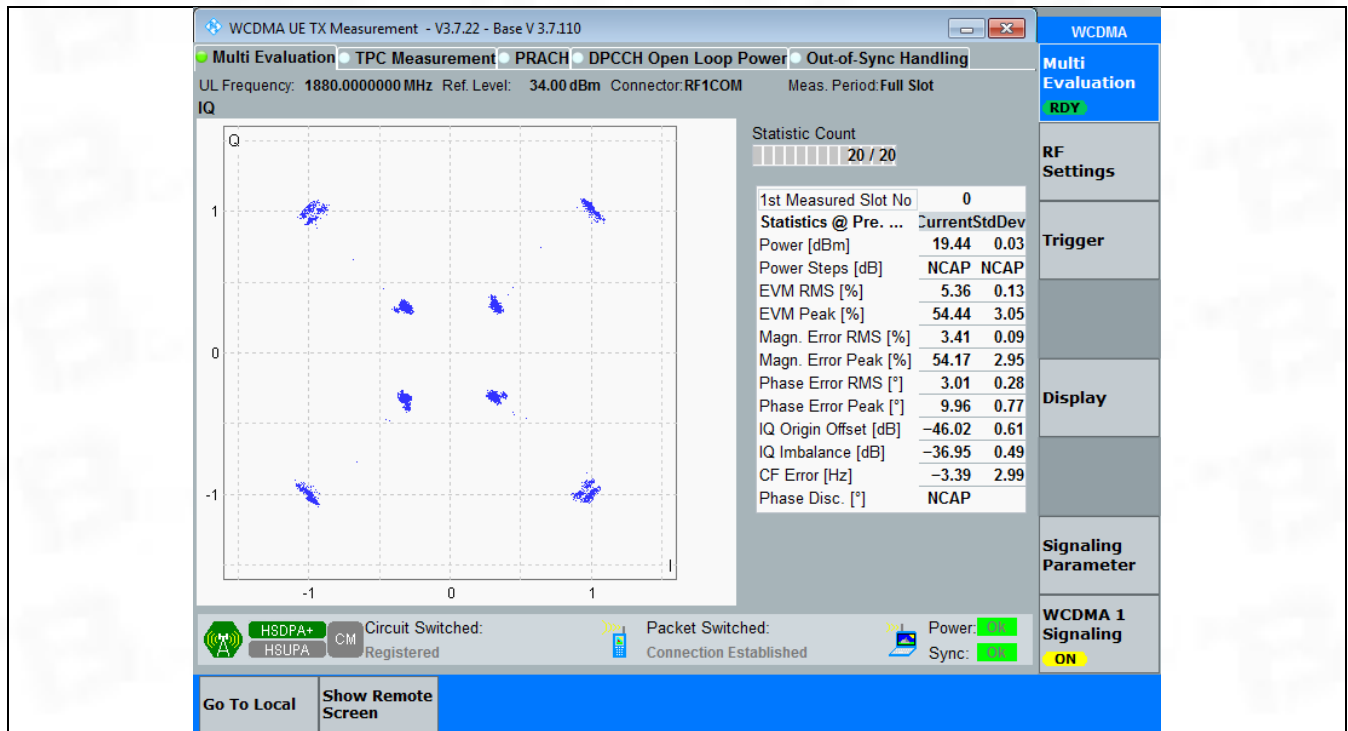 WCDMA UE TX Measurement - V3.7.22 - Base V 3.7.110
WCDMA
Multi Evaluation TPC Measurement PRACH DPCCH Open Loop Power Out-of-Sync Handling
Multi
Evaluation
RDY
UL Frequency: 1880.0000000 MHz Ref. Level: 34.00 dBm Connector: RF1COM Meas. Period: Full Slot
IQ
Q
1
0
-1
-1 0 1
I
Statistic Count
20 / 20
1st Measured Slot No 0
Statistics @ Pre. ... Current StdDev
Power [dBm] 19.44 0.03
Power Steps [dB] NCAP NCAP
EVM RMS [%] 5.36 0.13
EVM Peak [%] 54.44 3.05
Magn. Error RMS [%] 3.41 0.09
Magn. Error Peak [%] 54.17 2.95
Phase Error RMS [°] 3.01 0.28
Phase Error Peak [°] 9.96 0.77
IQ Origin Offset [dB] −46.02 0.61
IQ Imbalance [dB] −36.95 0.49
CF Error [Hz] −3.39 2.99
Phase Disc. [°] NCAP
RF
Settings
Trigger
Display
Signaling
Parameter
WCDMA 1
Signaling
ON
HSDPA+
HSUPA
CM
Circuit Switched:
Registered
Packet Switched:
Connection Established
Power: Ok
Sync: Ok
Go To Local
Show Remote
Screen